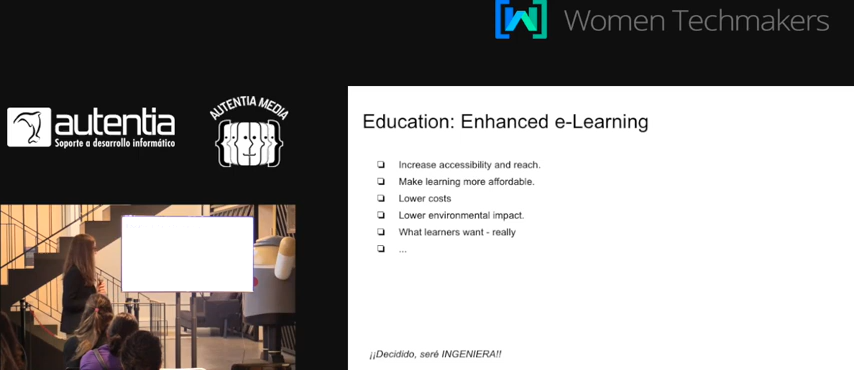 Women Techmakers
autentia
Soporte a desarrollo informático
AUTENTIA MEDIA
Education: Enhanced e-Learning
Increase accessibility and reach.
Make learning more affordable.
Lower costs
Lower environmental impact.
What learners want - really
...
¡¡Decidido, seré INGENIERA!!